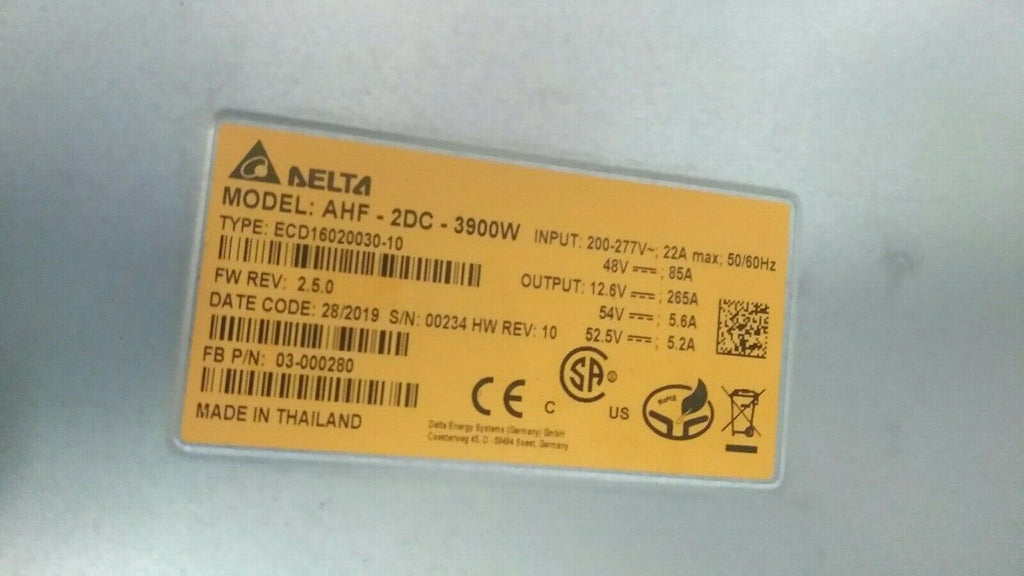 DELTA
MODEL: AHF - 2DC - 3900W
TYPE: ECD16020030-10
INPUT: 200-277V~; 22A max; 50/60Hz
48V ⎓; 85A
OUTPUT: 12.6V ⎓; 265A
54V ⎓; 5.6A
52.5V ⎓; 5.2A
FW REV: 2.5.0
DATE CODE: 28/2019 S/N: 00234 HW REV: 10
FB P/N: 03-000280
MADE IN THAILAND
CE
C SA ® US
RoHS
Delta Energy Systems (Germany) GmbH
Coesterweg 45, D - 59494 Soest, Germany